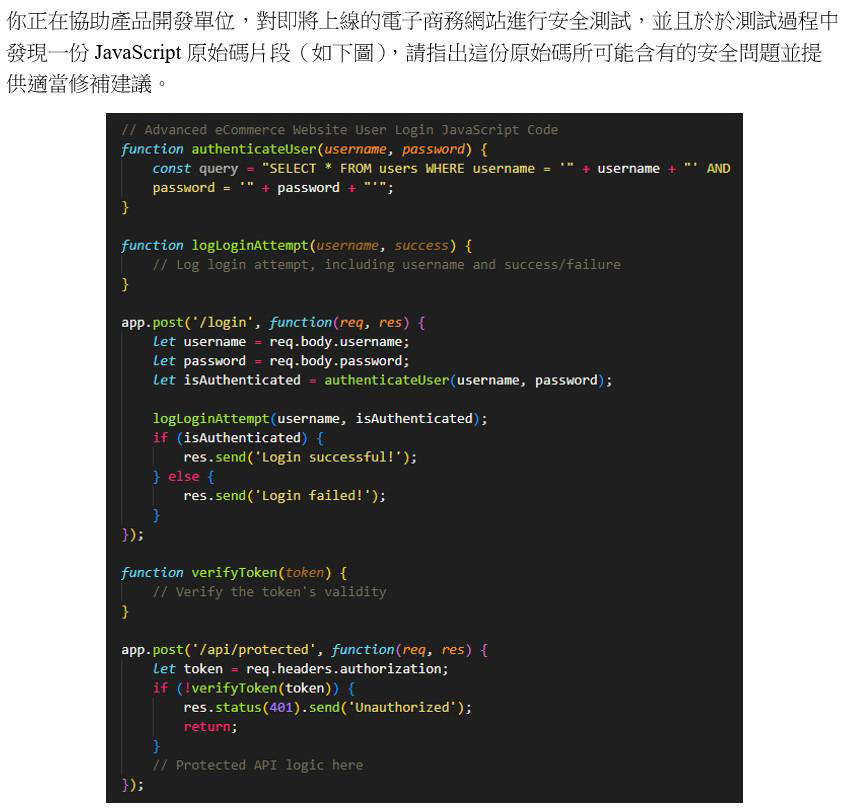 你正在協助產品開發單位，對即將上線的電子商務網站進行安全測試，並且於於測試過程中
發現一份 JavaScript 原始碼片段（如下圖），請指出這份原始碼所可能含有的安全問題並提
供適當修補建議。
// Advanced eCommerce Website User Login JavaScript Code
function authenticateUser(username, password) {
    const query = "SELECT * FROM users WHERE username = '" + username + "' AND
    password = '" + password + "'";
}
function logLoginAttempt(username, success) {
    // Log login attempt, including username and success/failure
}
app.post('/login', function(req, res) {
    let username = req.body.username;
    let password = req.body.password;
    let isAuthenticated = authenticateUser(username, password);
    logLoginAttempt(username, isAuthenticated);
    if (isAuthenticated) {
        res.send('Login successful!');
    } else {
        res.send('Login failed!');
    }
});
function verifyToken(token) {
    // Verify the token's validity
}
app.post('/api/protected', function(req, res) {
    let token = req.headers.authorization;
    if (!verifyToken(token)) {
        res.status(401).send('Unauthorized');
        return;
    }
    // Protected API logic here
});